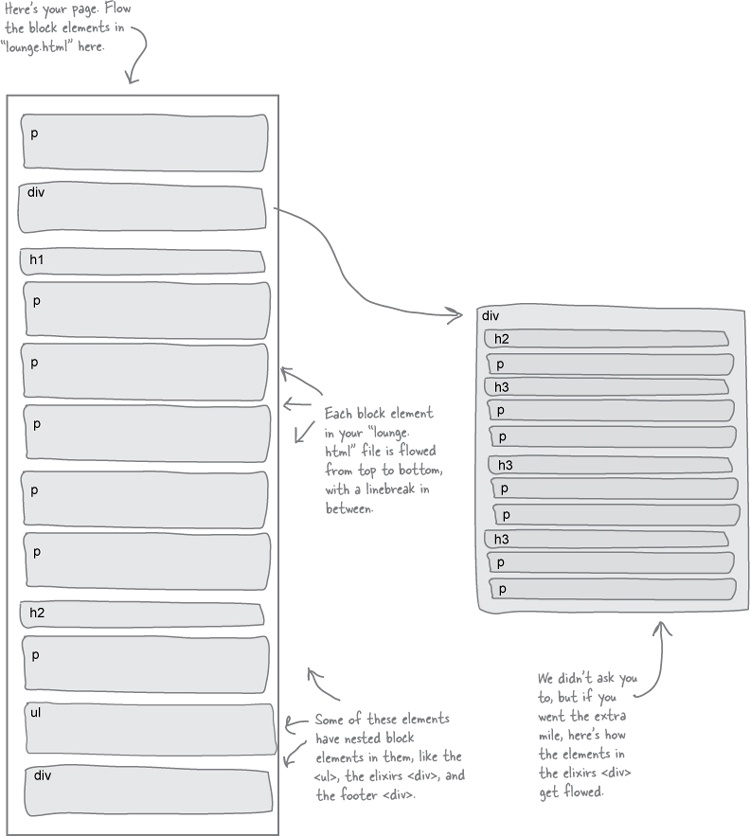 Here's your page. Flow
the block elements in
"lounge.html" here.
p
div
h1
p
p
p
p
p
h2
p
ul
div
Each block element
in your "lounge.
html" file is flowed
from top to bottom,
with a linebreak in
between.
Some of these elements
have nested block
elements in them, like the
<ul>, the elixirs <div>, and
the footer <div>.
div
h2
p
h3
p
p
h3
p
p
h3
p
p
We didn't ask you
to, but if you
went the extra
mile, here's how
the elements in
the elixirs <div>
get flowed.